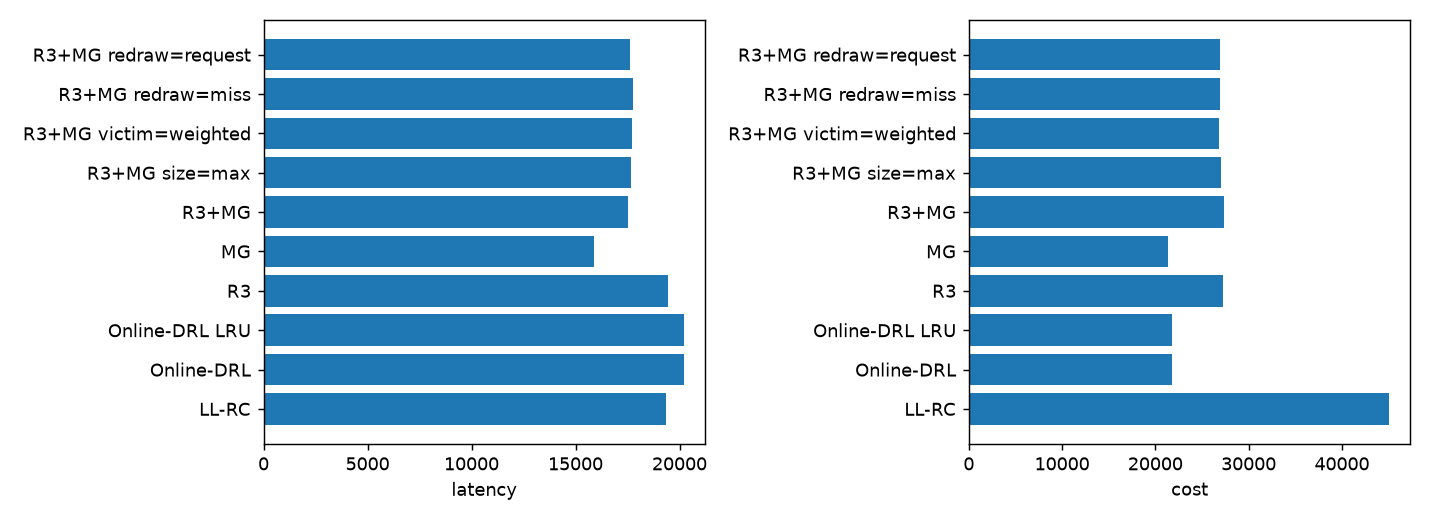 R3+MG redraw=request
R3+MG redraw=miss
R3+MG victim=weighted
R3+MG size=max
R3+MG
MG
R3
Online-DRL LRU
Online-DRL
LL-RC
0 5000 10000 15000 20000
latency
R3+MG redraw=request
R3+MG redraw=miss
R3+MG victim=weighted
R3+MG size=max
R3+MG
MG
R3
Online-DRL LRU
Online-DRL
LL-RC
0 10000 20000 30000 40000
cost